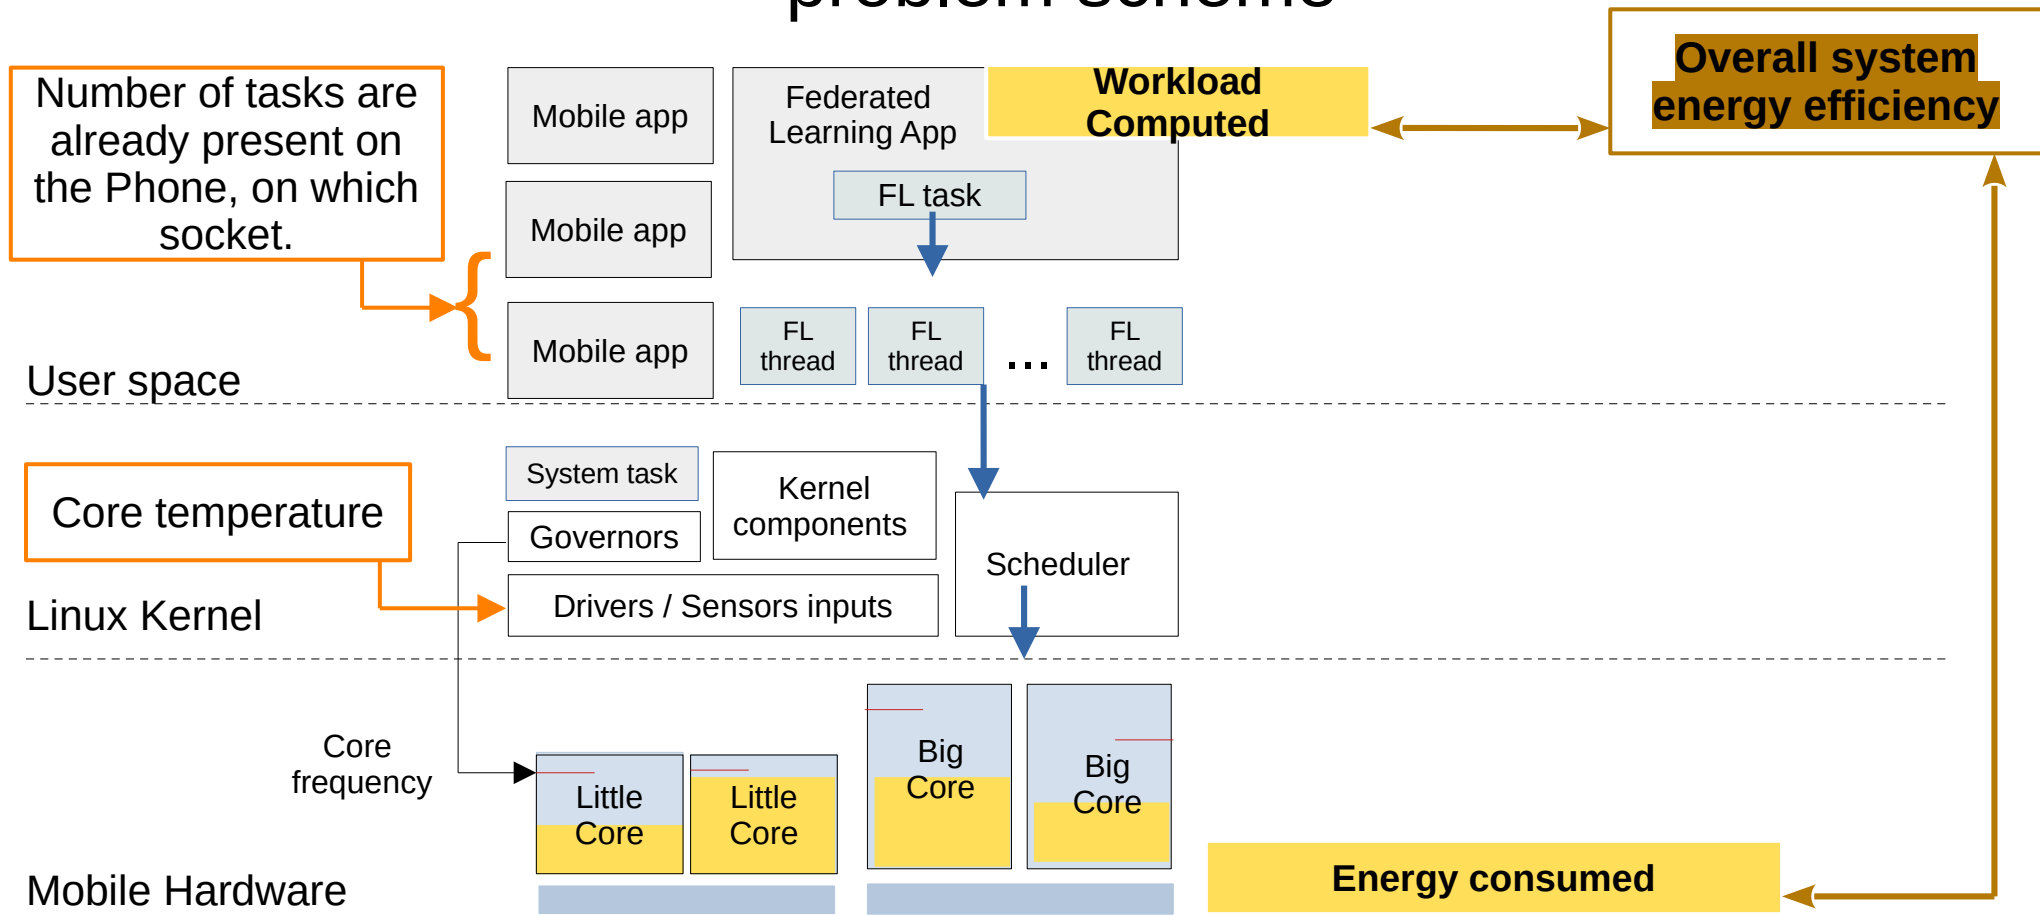 problem scheme
Number of tasks are
already present on
the Phone, on which
socket.
Mobile app
Mobile app
Mobile app
Federated
Learning App
Workload
Computed
FL task
Overall system
energy efficiency
FL
thread
FL
thread
...
FL
thread
User space
Core temperature
System task
Governors
Kernel
components
Drivers / Sensors inputs
Scheduler
Linux Kernel
Core
frequency
Little
Core
Little
Core
Big
Core
Big
Core
Energy consumed
Mobile Hardware